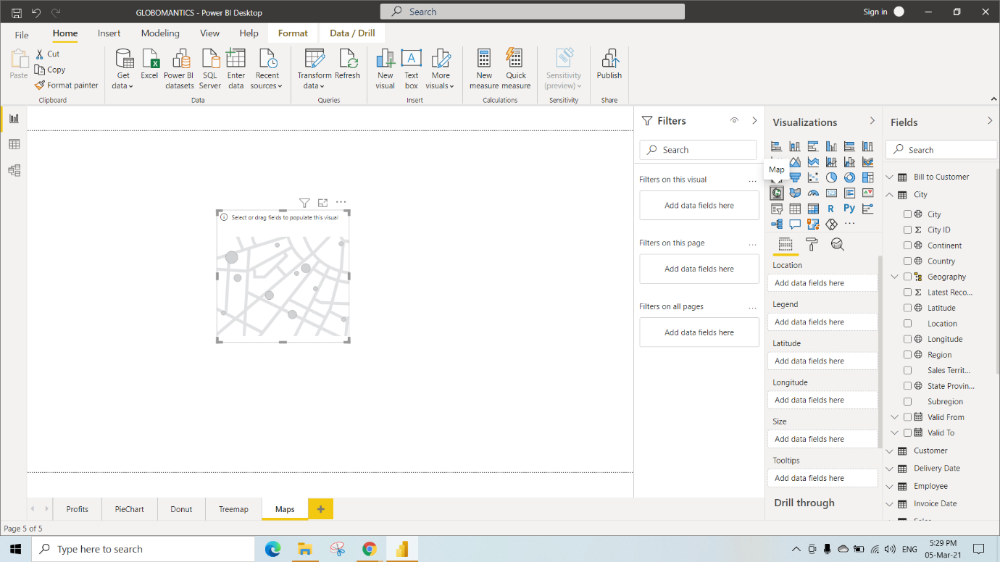 GLOBOMANTICS - Power BI Desktop
Search
Sign in
File
Home
Insert
Modeling
View
Help
Format
Data / Drill
Paste
Cut
Copy
Format painter
Clipboard
Get data
Excel
Power BI datasets
SQL Server
Enter data
Recent sources
Data
Transform data
Refresh
Queries
New visual
Text box
More visuals
Insert
New measure
Quick measure
Calculations
Sensitivity (preview)
Sensitivity
Publish
Share
Select or drag fields to populate this visual
Filters
Search
Filters on this visual
Add data fields here
Filters on this page
Add data fields here
Filters on all pages
Add data fields here
Visualizations
Map
R
Py
Location
Add data fields here
Legend
Add data fields here
Latitude
Add data fields here
Longitude
Add data fields here
Size
Add data fields here
Tooltips
Add data fields here
Drill through
Fields
Search
Bill to Customer
City
City
City ID
Continent
Country
Geography
Latest Reco...
Latitude
Location
Longitude
Region
Sales Territ...
State Provin...
Subregion
Valid From
Valid To
Customer
Delivery Date
Employee
Invoice Date
Profits
PieChart
Donut
Treemap
Maps
Page 5 of 5
Type here to search
ENG
5:29 PM
05-Mar-21